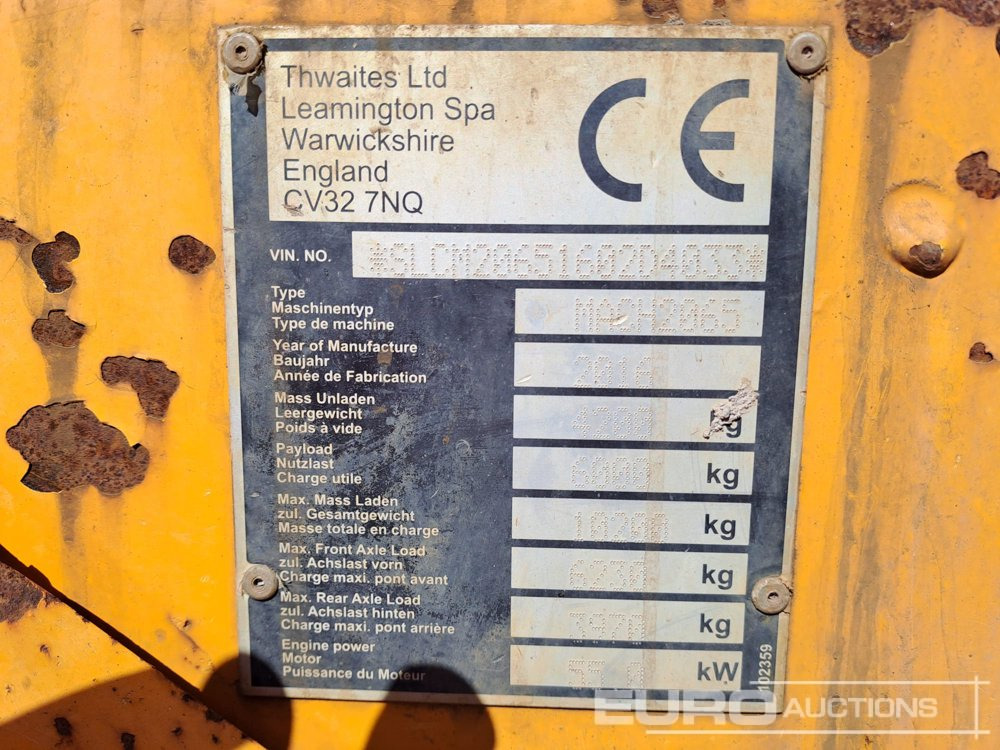 Thwaites Ltd
Leamington Spa
Warwickshire
England
CV32 7NQ
CE
VIN. NO.
Type
Maschinentyp
Type de machine
MACH2065
Year of Manufacture
Baujahr
Année de Fabrication
Mass Unladen
Leergewicht
Poids à vide
4200 kg
Payload
Nutzlast
Charge utile
6000 kg
Max. Mass Laden
zul. Gesamtgewicht
Masse totale en charge
kg
Max. Front Axle Load
zul. Achslast vorn
Charge maxi. pont avant
kg
Max. Rear Axle Load
zul. Achslast hinten
Charge maxi. pont arrière
kg
Engine power
Motor
Puissance du Moteur
kW
102359
EURO AUCTIONS